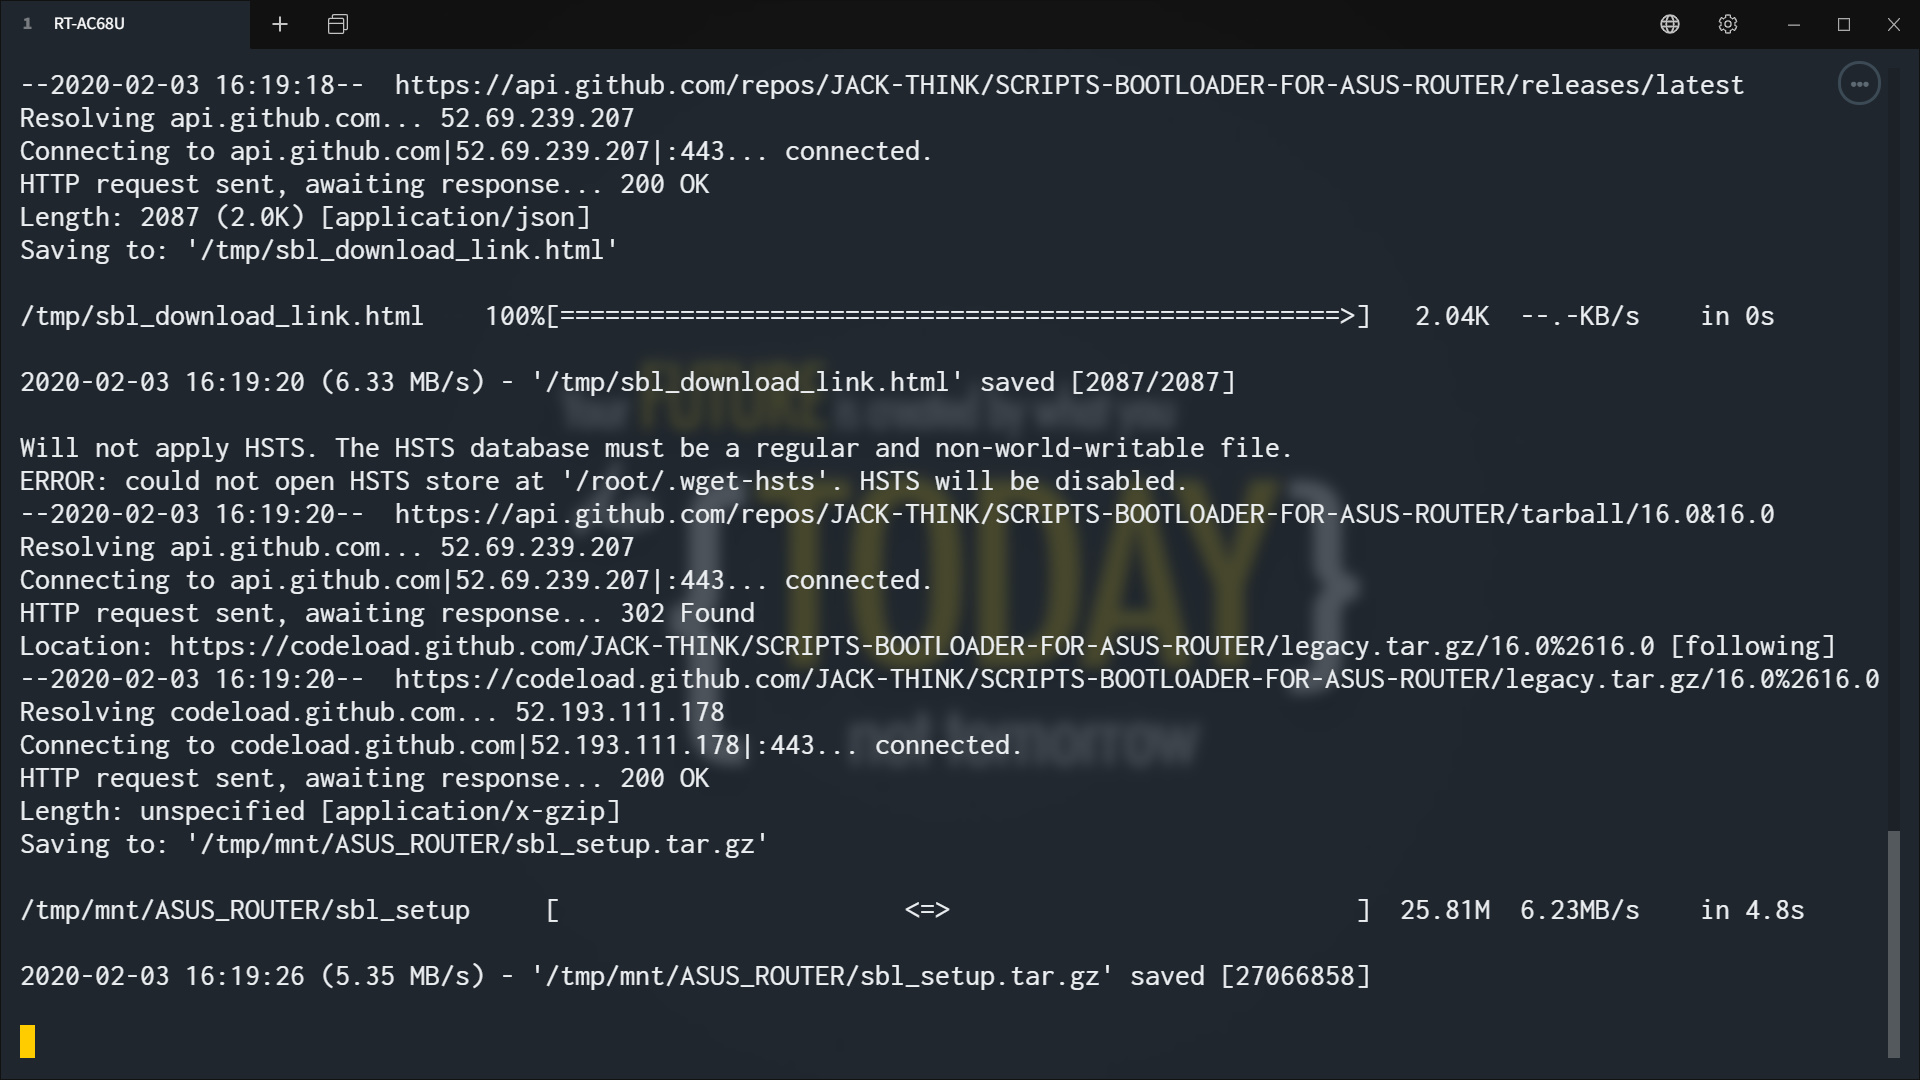 1 RT-AC68U
--2020-02-03 16:19:18--  https://api.github.com/repos/JACK-THINK/SCRIPTS-BOOTLOADER-FOR-ASUS-ROUTER/releases/latest
Resolving api.github.com... 52.69.239.207
Connecting to api.github.com|52.69.239.207|:443... connected.
HTTP request sent, awaiting response... 200 OK
Length: 2087 (2.0K) [application/json]
Saving to: '/tmp/sbl_download_link.html'
/tmp/sbl_download_link.html    100%[====================================================>]   2.04K  --.-KB/s    in 0s
2020-02-03 16:19:20 (6.33 MB/s) - '/tmp/sbl_download_link.html' saved [2087/2087]
Your FUTURE is created by what you
Will not apply HSTS. The HSTS database must be a regular and non-world-writable file.
ERROR: could not open HSTS store at '/root/.wget-hsts'. HSTS will be disabled.
--2020-02-03 16:19:20--  https://api.github.com/repos/JACK-THINK/SCRIPTS-BOOTLOADER-FOR-ASUS-ROUTER/tarball/16.0&16.0
Resolving api.github.com... 52.69.239.207
Connecting to api.github.com|52.69.239.207|:443... connected.
{TODAY}
HTTP request sent, awaiting response... 302 Found
Location: https://codeload.github.com/JACK-THINK/SCRIPTS-BOOTLOADER-FOR-ASUS-ROUTER/legacy.tar.gz/16.0%2616.0 [following]
--2020-02-03 16:19:20--  https://codeload.github.com/JACK-THINK/SCRIPTS-BOOTLOADER-FOR-ASUS-ROUTER/legacy.tar.gz/16.0%2616.0
Resolving codeload.github.com... 52.193.111.178
Connecting to codeload.github.com|52.193.111.178|:443... connected.
not tomorrow
HTTP request sent, awaiting response... 200 OK
Length: unspecified [application/x-gzip]
Saving to: '/tmp/mnt/ASUS_ROUTER/sbl_setup.tar.gz'
/tmp/mnt/ASUS_ROUTER/sbl_setup     [                       <=>                           ]  25.81M  6.23MB/s    in 4.8s
2020-02-03 16:19:26 (5.35 MB/s) - '/tmp/mnt/ASUS_ROUTER/sbl_setup.tar.gz' saved [27066858]